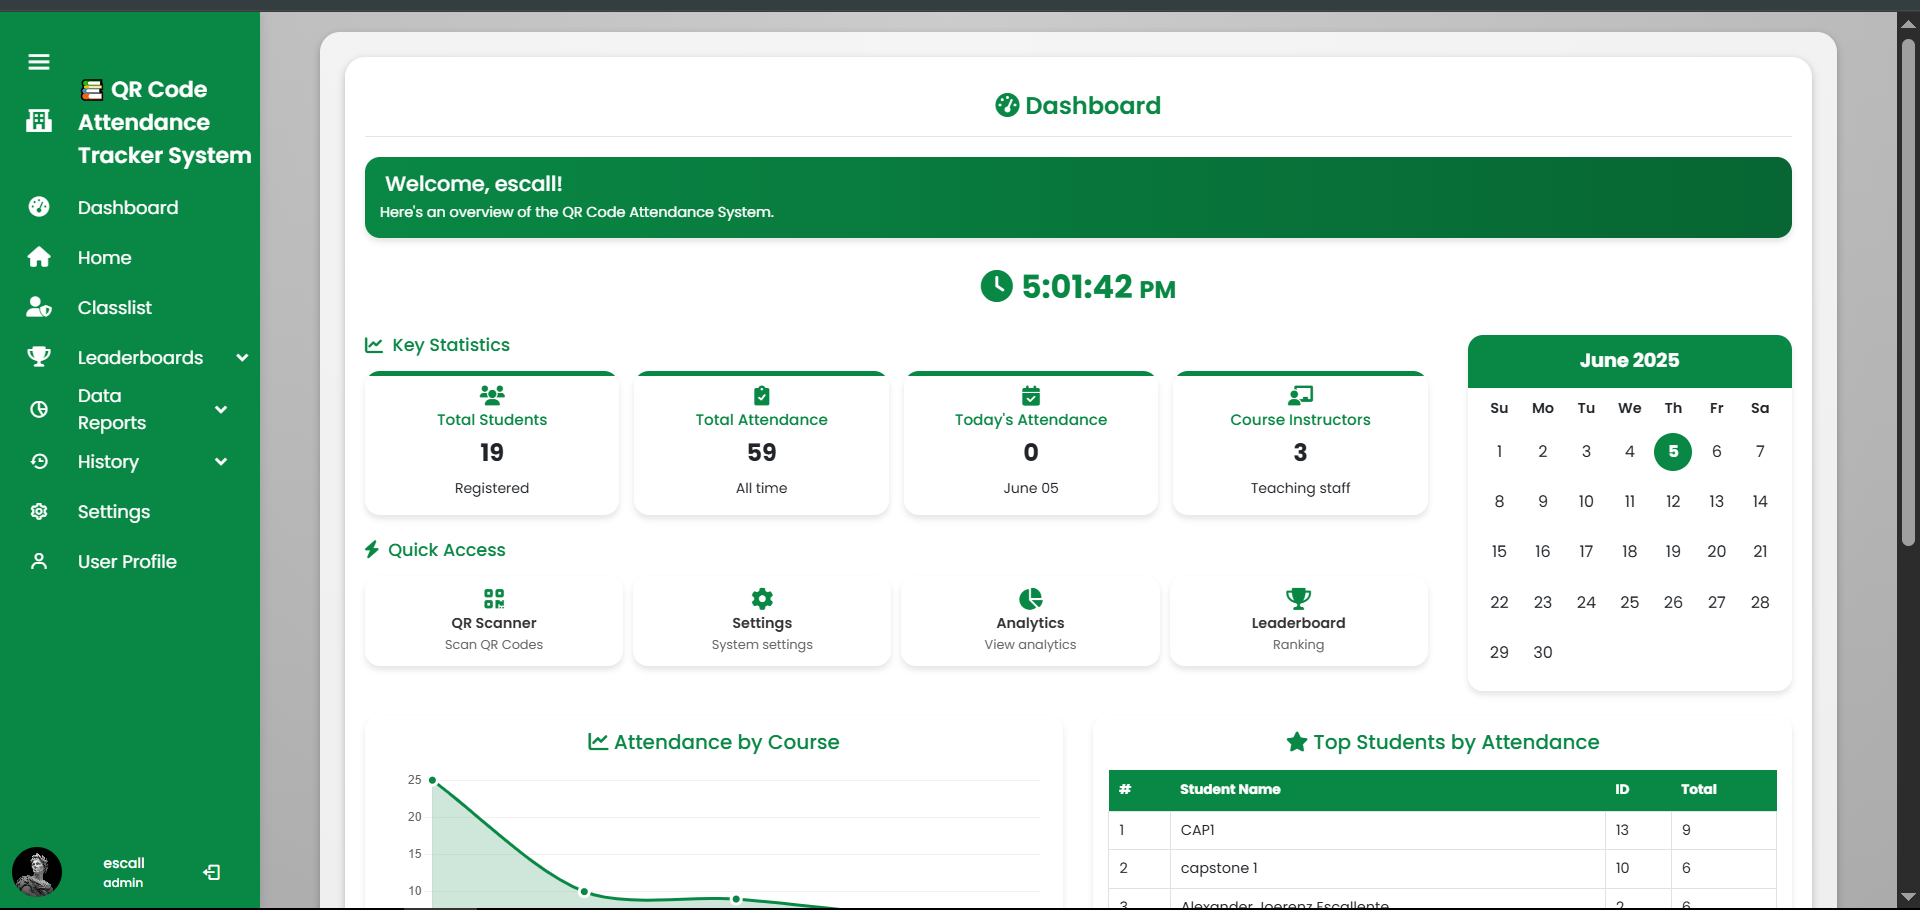 QR Code
Attendance
Tracker System
Dashboard
Home
Classlist
Leaderboards
Data
Reports
History
Settings
User Profile
escall
admin
Dashboard
Welcome, escall!
Here's an overview of the QR Code Attendance System.
5:01:42 PM
Key Statistics
Total Students
19
Registered
Total Attendance
59
All time
Today's Attendance
0
June 05
Course Instructors
3
Teaching staff
Quick Access
QR Scanner
Scan QR Codes
Settings
System settings
Analytics
View analytics
Leaderboard
Ranking
June 2025
Su Mo Tu We Th Fr Sa
1 2 3 4 5 6 7
8 9 10 11 12 13 14
15 16 17 18 19 20 21
22 23 24 25 26 27 28
29 30
Attendance by Course
25
20
15
10
Top Students by Attendance
# Student Name ID Total
1 CAP1 13 9
2 capstone 1 10 6
3 Alexander Joerenz Escallente 2 6